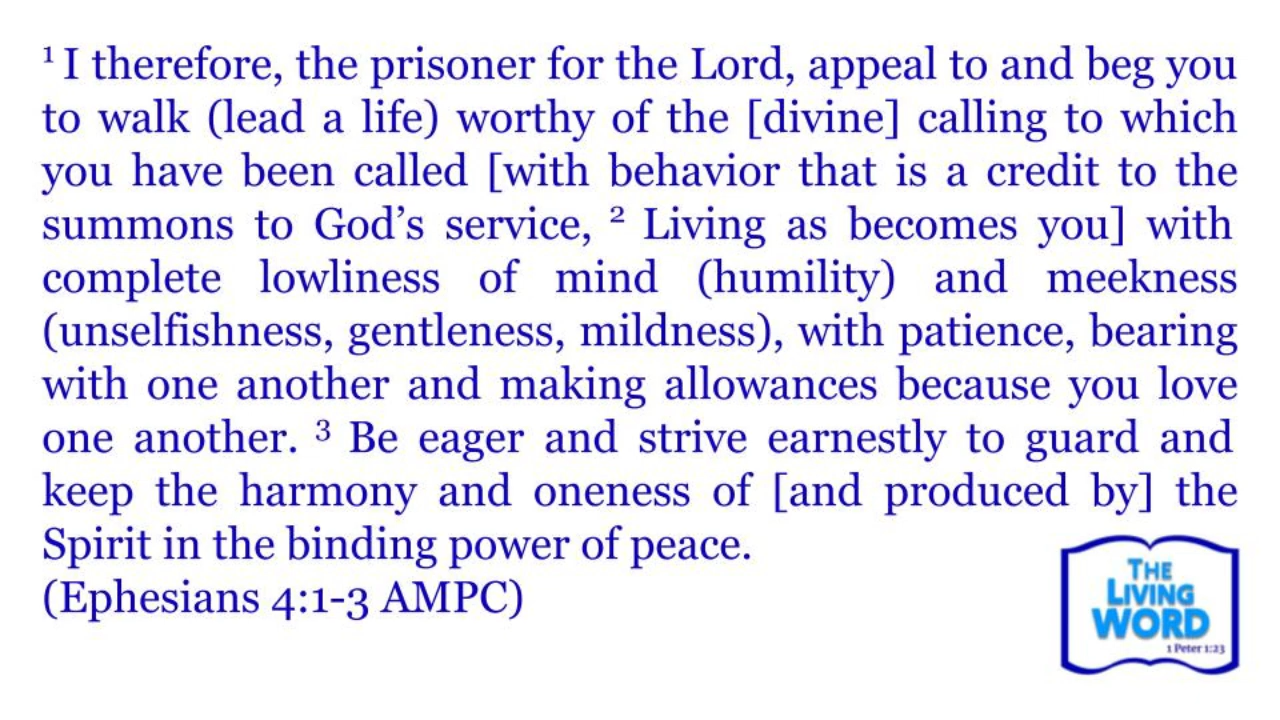 ¹ I therefore, the prisoner for the Lord, appeal to and beg you
to walk (lead a life) worthy of the [divine] calling to which
you have been called [with behavior that is a credit to the
summons to God’s service, ² Living as becomes you] with
complete lowliness of mind (humility) and meekness
(unselfishness, gentleness, mildness), with patience, bearing
with one another and making allowances because you love
one another. ³ Be eager and strive earnestly to guard and
keep the harmony and oneness of [and produced by] the
Spirit in the binding power of peace.
(Ephesians 4:1-3 AMPC)
THE
LIVING
WORD
1 Peter 1:23